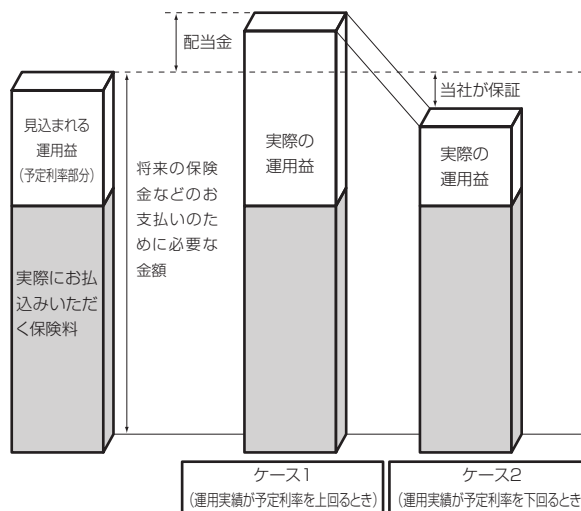 配当金
当社が保証
見込まれる
運用益
(予定利率部分)
将来の保険
金などのお
支払いのた
めに必要な
金額
実際の
運用益
実際の
運用益
実際にお払
込みいただ
く保険料
ケース1
(運用実績が予定利率を上回るとき)
ケース2
(運用実績が予定利率を下回るとき